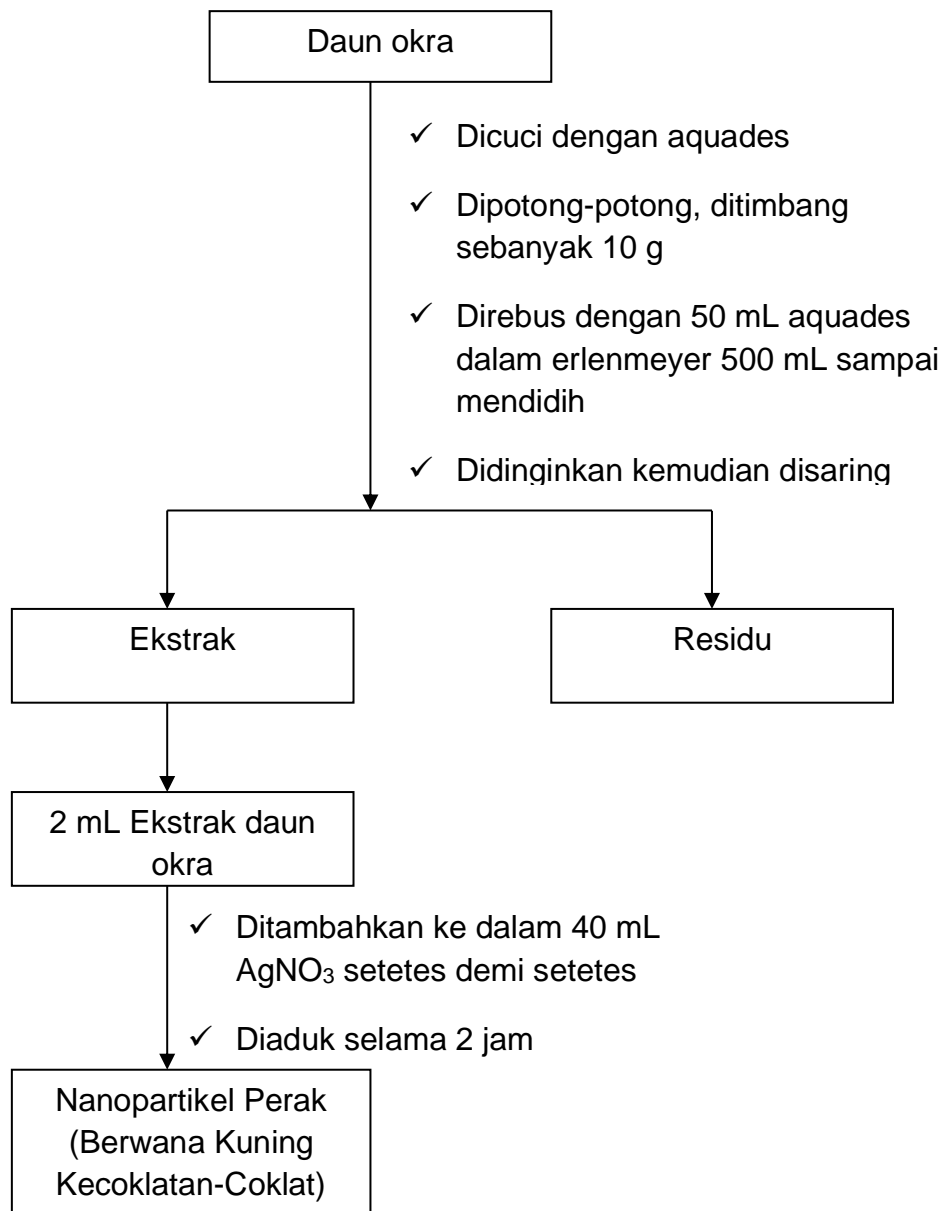 Daun okra
✓ Dicuci dengan aquades
✓ Dipotong-potong, ditimbang
sebanyak 10 g
✓ Direbus dengan 50 mL aquades
dalam erlenmeyer 500 mL sampai
mendidih
✓ Didinginkan kemudian disaring
Ekstrak
Residu
2 mL Ekstrak daun
okra
✓ Ditambahkan ke dalam 40 mL
AgNO₃ setetes demi setetes
✓ Diaduk selama 2 jam
Nanopartikel Perak
(Berwana Kuning
Kecoklatan-Coklat)